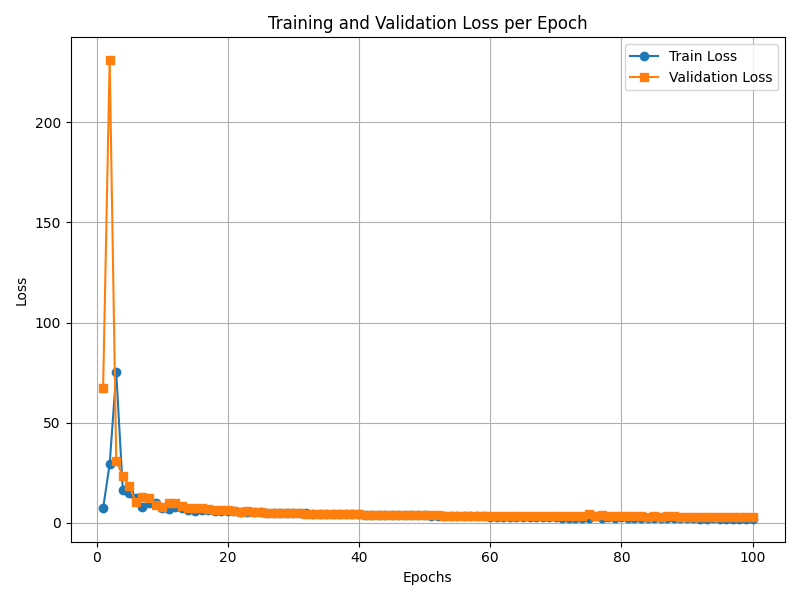 Training and Validation Loss per Epoch
Train Loss
Validation Loss
Loss
200
150
100
50
0
0 20 40 60 80 100
Epochs